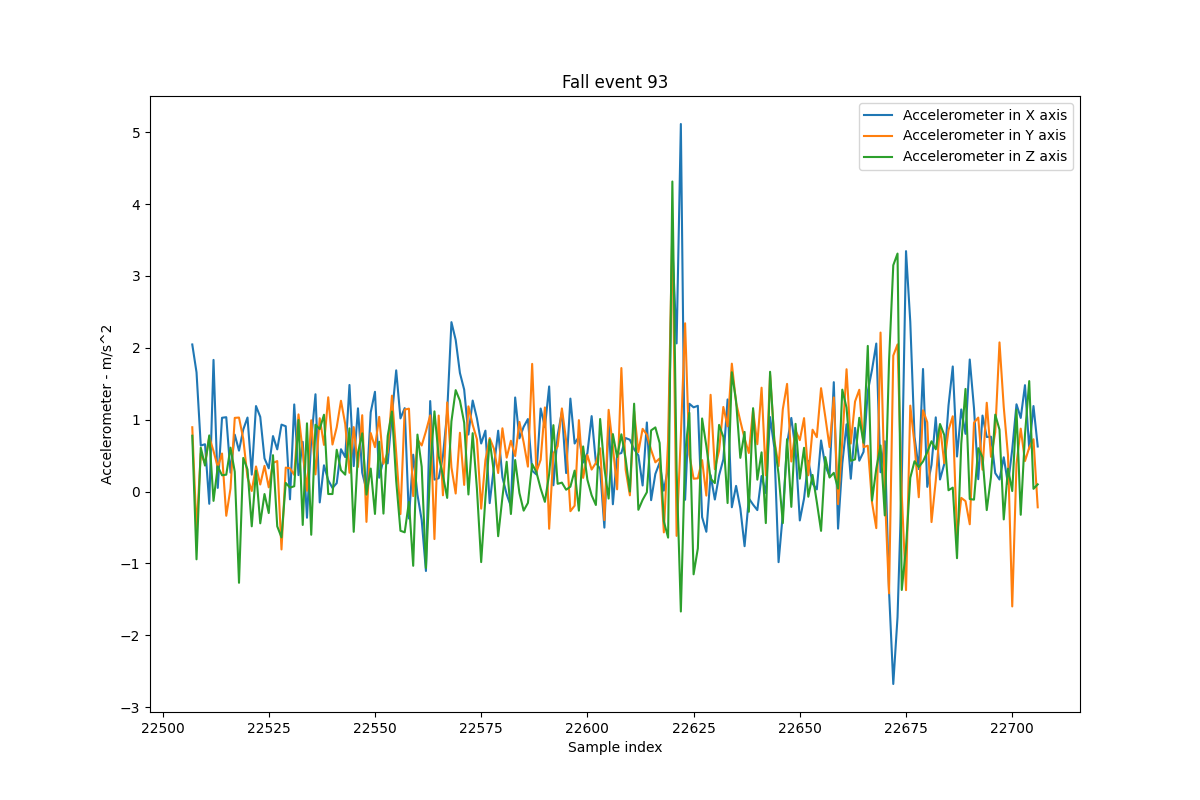 Fall event 93
Accelerometer in X axis
Accelerometer in Y axis
Accelerometer in Z axis
Accelerometer - m/s^2
5
4
3
2
1
0
−1
−2
−3
22500 22525 22550 22575 22600 22625 22650 22675 22700
Sample index